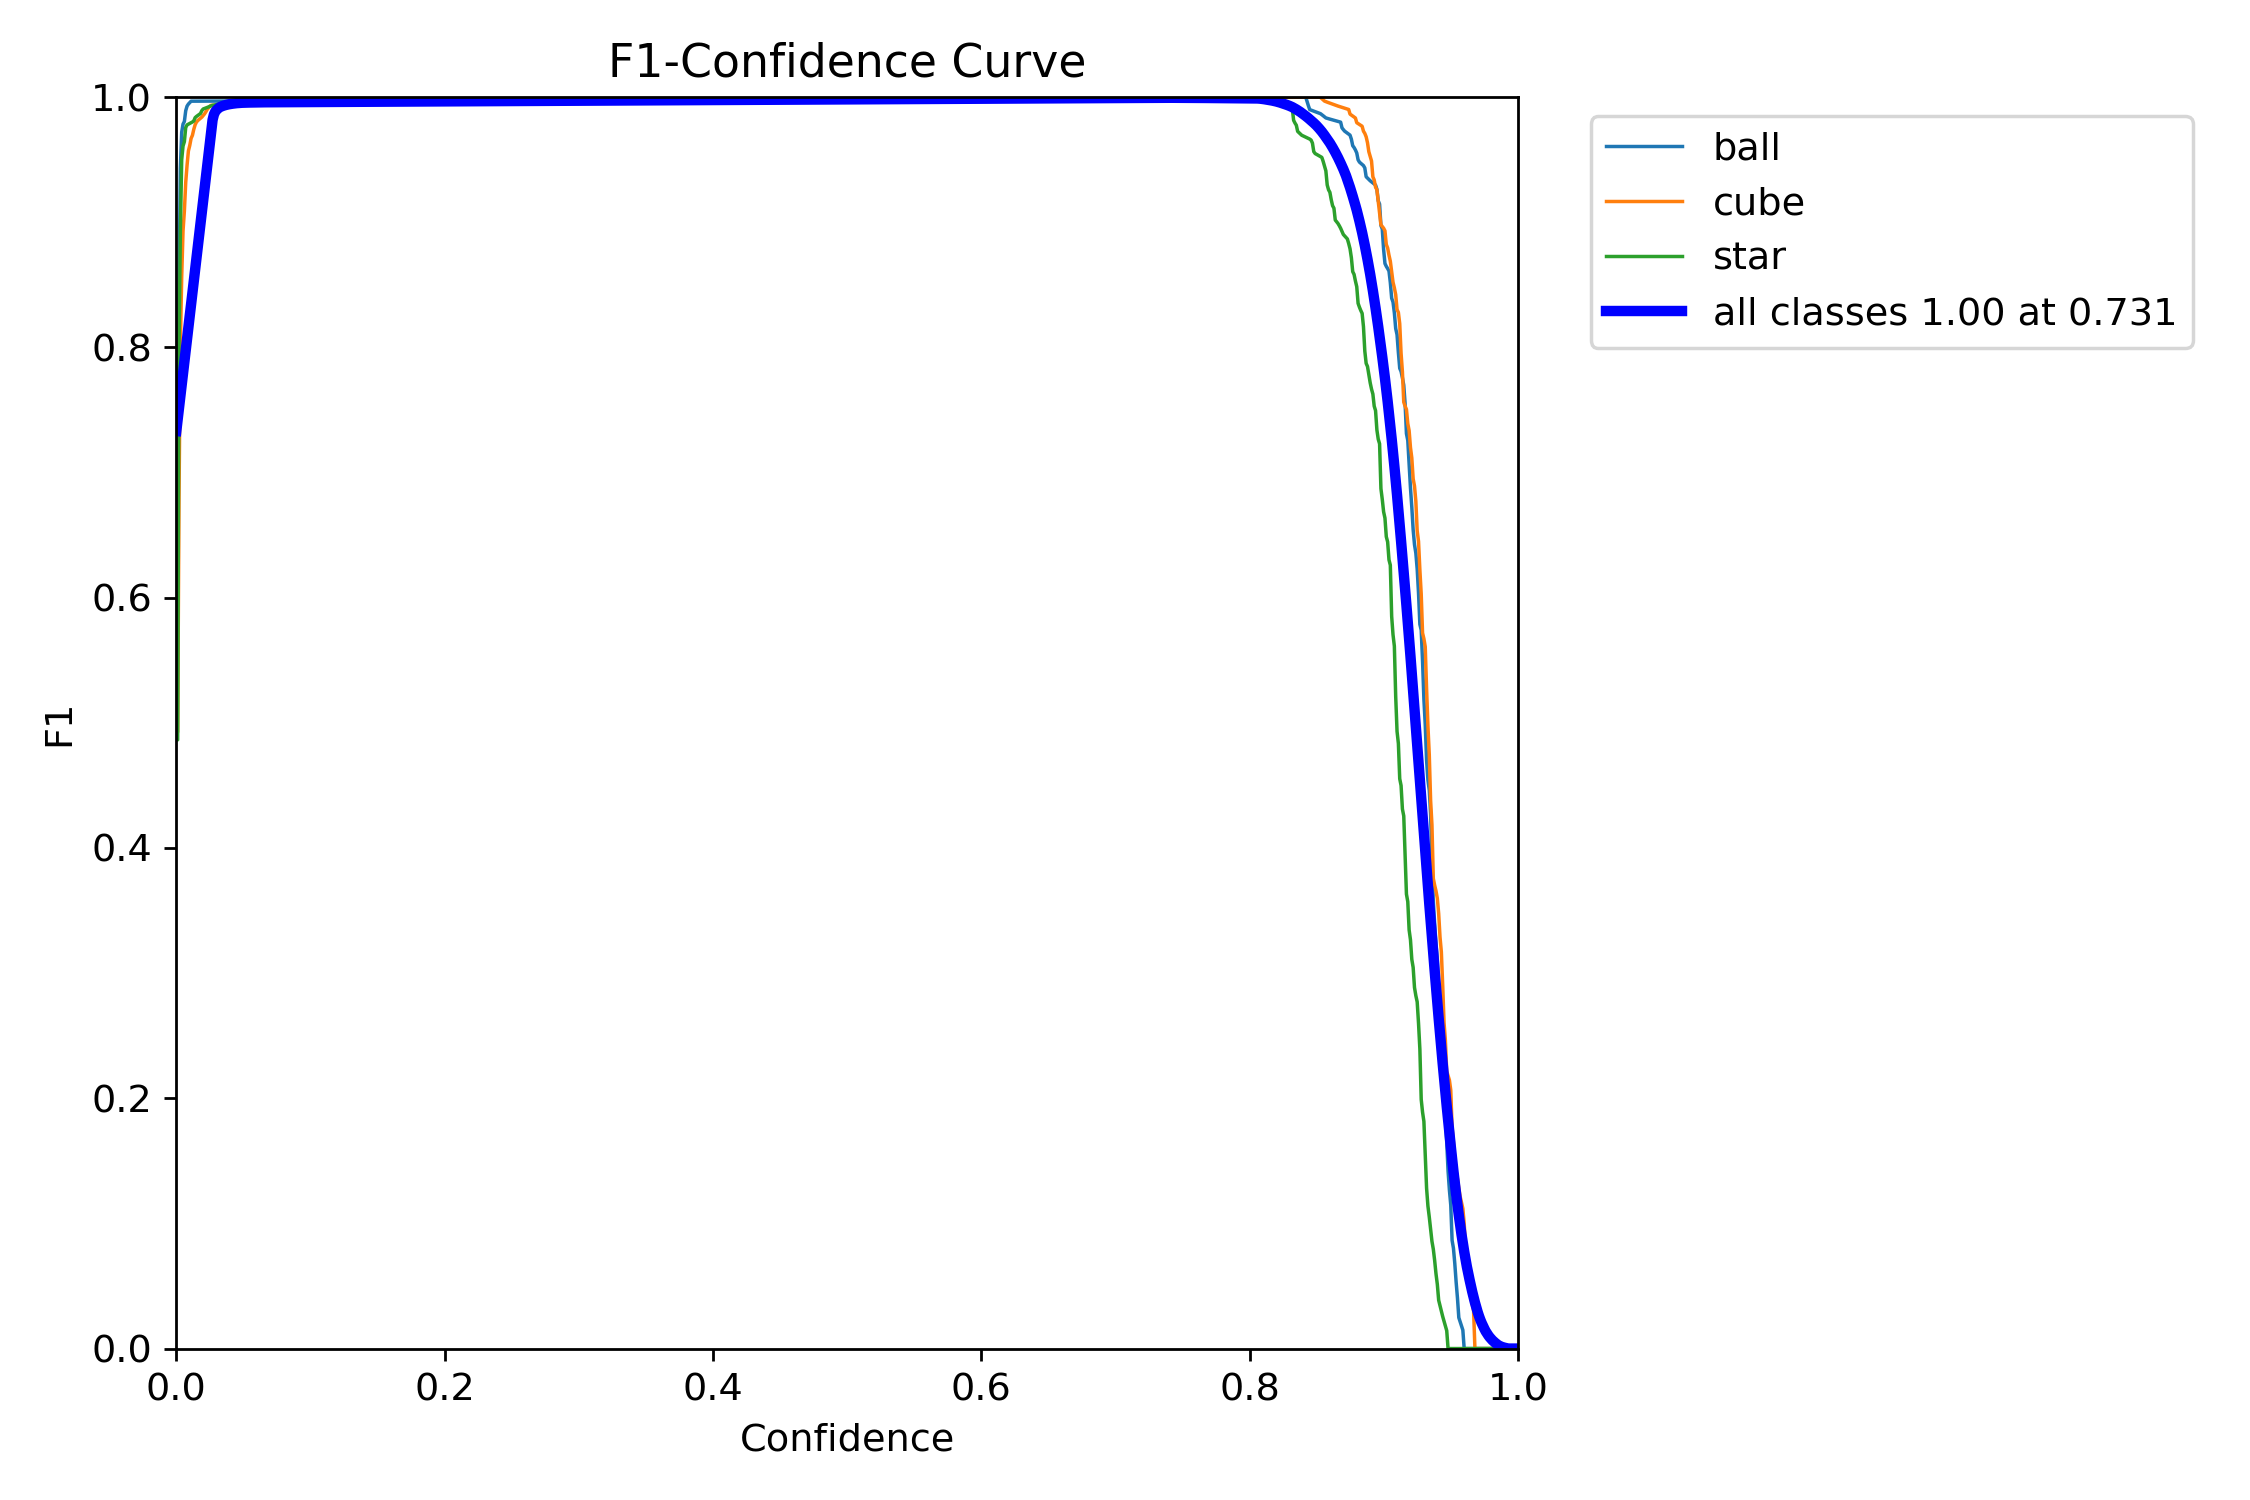 F1-Confidence Curve
1.0
0.8
0.6
0.4
0.2
0.0
F1
0.0 0.2 0.4 0.6 0.8 1.0
Confidence
ball
cube
star
all classes 1.00 at 0.731